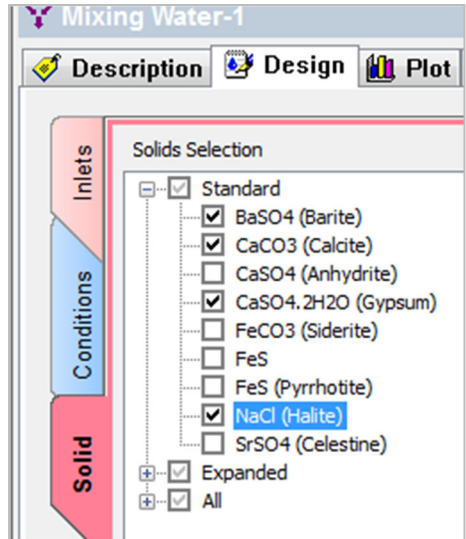 Mixing Water-1
Description Design Plot
Inlets
Conditions
Solid
Solids Selection
Standard
BaSO4 (Barite)
CaCO3 (Calcite)
CaSO4 (Anhydrite)
CaSO4.2H2O (Gypsum)
FeCO3 (Siderite)
FeS
FeS (Pyrrhotite)
NaCl (Halite)
SrSO4 (Celestine)
Expanded
All